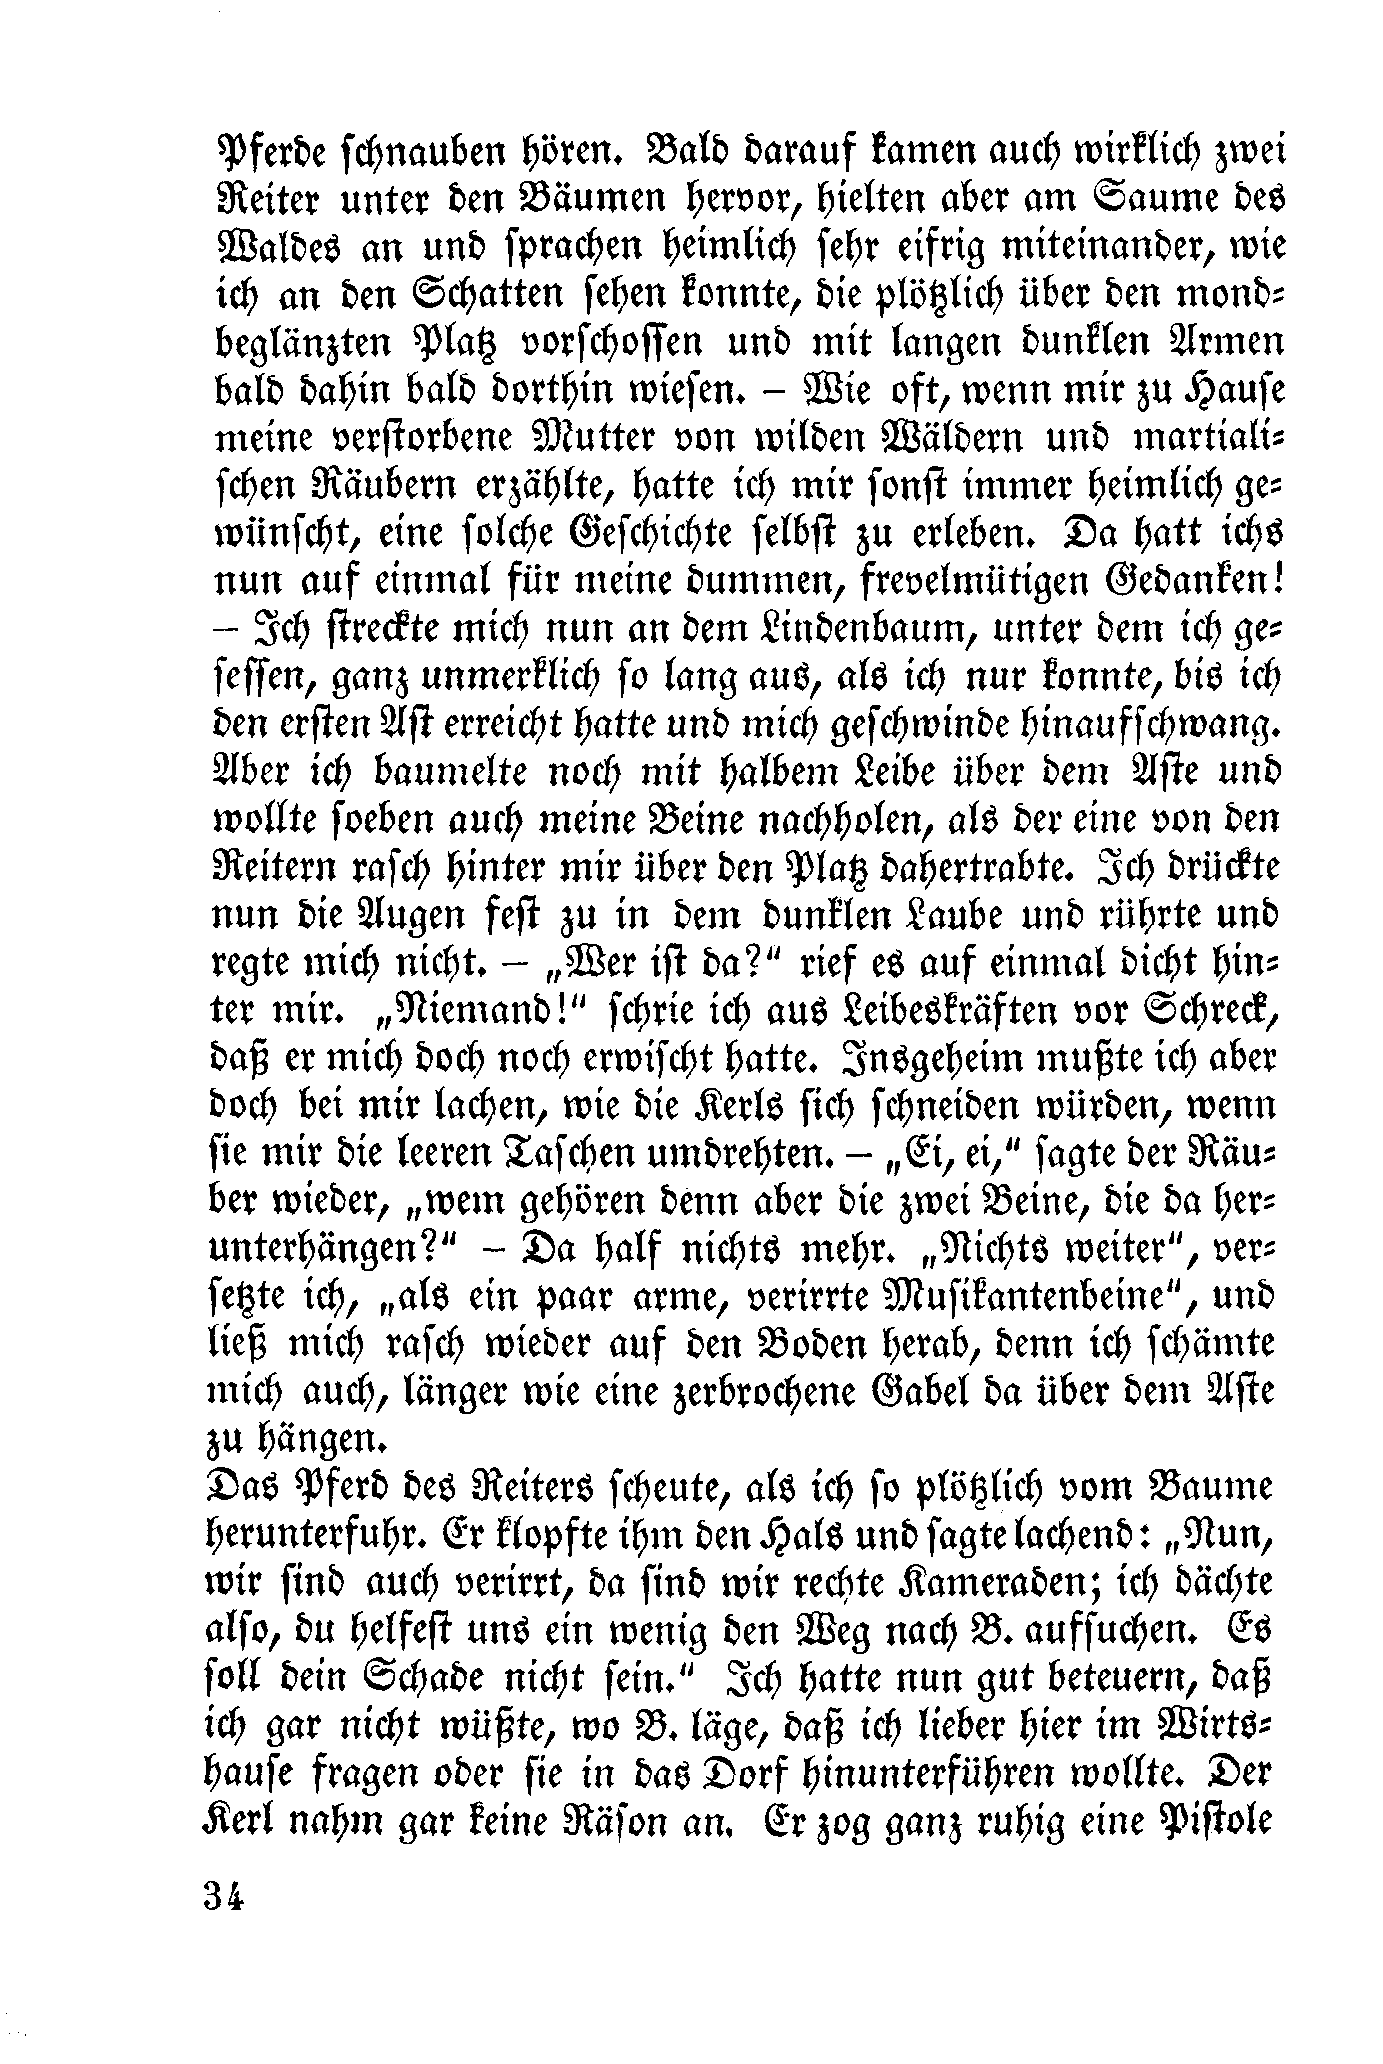 Pferde schnauben hören. Bald darauf kamen auch wirklich zwei
Reiter unter den Bäumen hervor, hielten aber am Saume des
Waldes an und sprachen heimlich sehr eifrig miteinander, wie
ich an den Schatten sehen konnte, die plötzlich über den mond-
beglänzten Platz vorschossen und mit langen dunklen Armen
bald dahin bald dorthin wiesen. – Wie oft, wenn mir zu Hause
meine verstorbene Mutter von wilden Wäldern und martiali-
schen Räubern erzählte, hatte ich mir sonst immer heimlich ge-
wünscht, eine solche Geschichte selbst zu erleben. Da hatt ichs
nun auf einmal für meine dummen, frevelmütigen Gedanken!
– Ich streckte mich nun an dem Lindenbaum, unter dem ich ge-
sessen, ganz unmerklich so lang aus, als ich nur konnte, bis ich
den ersten Ast erreicht hatte und mich geschwinde hinaufschwang.
Aber ich baumelte noch mit halbem Leibe über dem Aste und
wollte soeben auch meine Beine nachholen, als der eine von den
Reitern rasch hinter mir über den Platz dahertrabte. Ich drückte
nun die Augen fest zu in dem dunklen Laube und rührte und
regte mich nicht. – „Wer ist da?“ rief es auf einmal dicht hin-
ter mir. „Niemand!“ schrie ich aus Leibeskräften vor Schreck,
daß er mich doch noch erwischt hatte. Insgeheim mußte ich aber
doch bei mir lachen, wie die Kerls sich schneiden würden, wenn
sie mir die leeren Taschen umdrehten. – „Ei, ei,“ sagte der Räu-
ber wieder, „wem gehören denn aber die zwei Beine, die da her-
unterhängen?“ – Da half nichts mehr. „Nichts weiter“, ver-
setzte ich, „als ein paar arme, verirrte Musikantenbeine“, und
ließ mich rasch wieder auf den Boden herab, denn ich schämte
mich auch, länger wie eine zerbrochene Gabel da über dem Aste
zu hängen.
Das Pferd des Reiters scheute, als ich so plötzlich vom Baume
herunterfuhr. Er klopfte ihm den Hals und sagte lachend: „Nun,
wir sind auch verirrt, da sind wir rechte Kameraden; ich dächte
also, du helfest uns ein wenig den Weg nach B. aufsuchen. Es
soll dein Schade nicht sein.“ Ich hatte nun gut beteuern, daß
ich gar nicht wüßte, wo B. läge, daß ich lieber hier im Wirts-
hause fragen oder sie in das Dorf hinunterführen wollte. Der
Kerl nahm gar keine Räson an. Er zog ganz ruhig eine Pistole
34